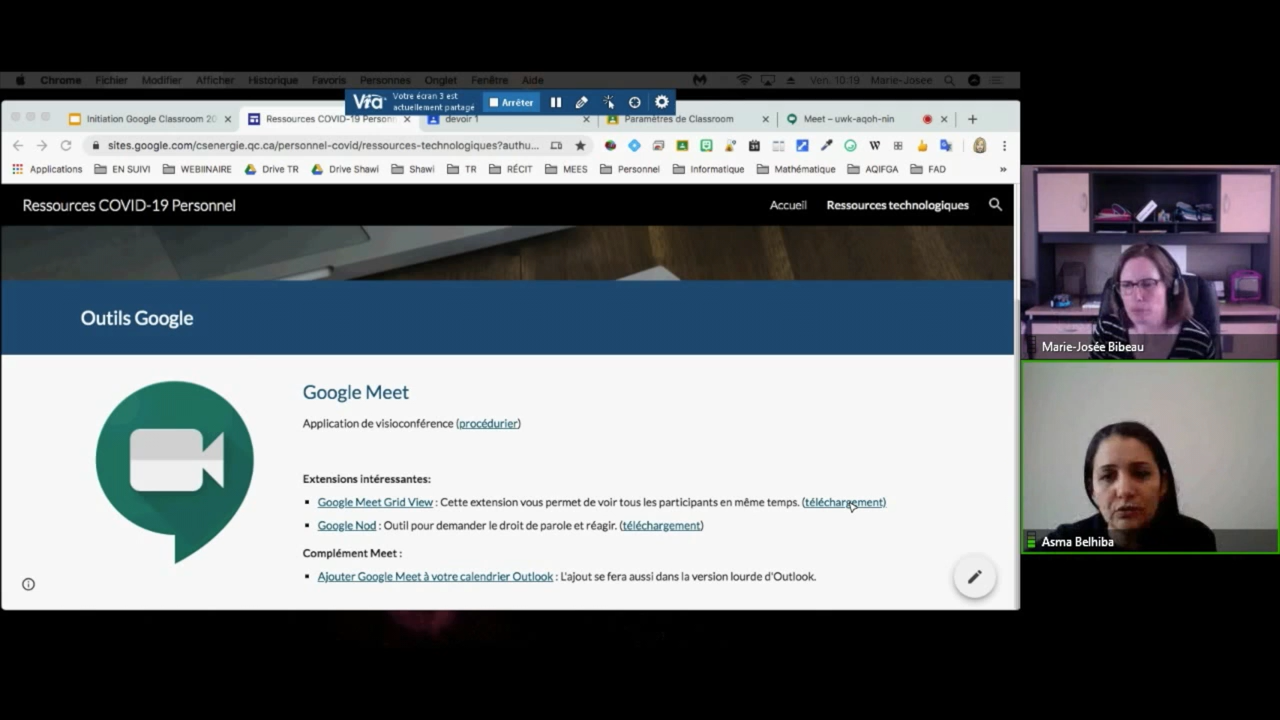 Chrome Fichier Modifier Afficher Historique Favoris Personnes Onglet Fenêtre Aide Ven. 10:19 Marie-Josée
Via Votre écran 3 est actuellement partagé Arrêter
Initiation Google Classroom 20 Ressources COVID-19 Personn devoir 1 Paramètres de Classroom Meet – uwk-aqoh-nin
sites.google.com/csenergie.qc.ca/personnel-covid/ressources-technologiques?authu...
Applications EN SUIVI WEBIINAIRE Drive TR Drive Shawi Shawi TR RÉCIT MEES Personnel Informatique Mathématique AQIFGA FAD »
Ressources COVID-19 Personnel Accueil Ressources technologiques
Outils Google
Google Meet
Application de visioconférence (procédurier)
Extensions intéressantes:
Google Meet Grid View : Cette extension vous permet de voir tous les participants en même temps. (téléchargement)
Google Nod : Outil pour demander le droit de parole et réagir. (téléchargement)
Complément Meet :
Ajouter Google Meet à votre calendrier Outlook : L'ajout se fera aussi dans la version lourde d'Outlook.
Marie-Josée Bibeau
Asma Belhiba